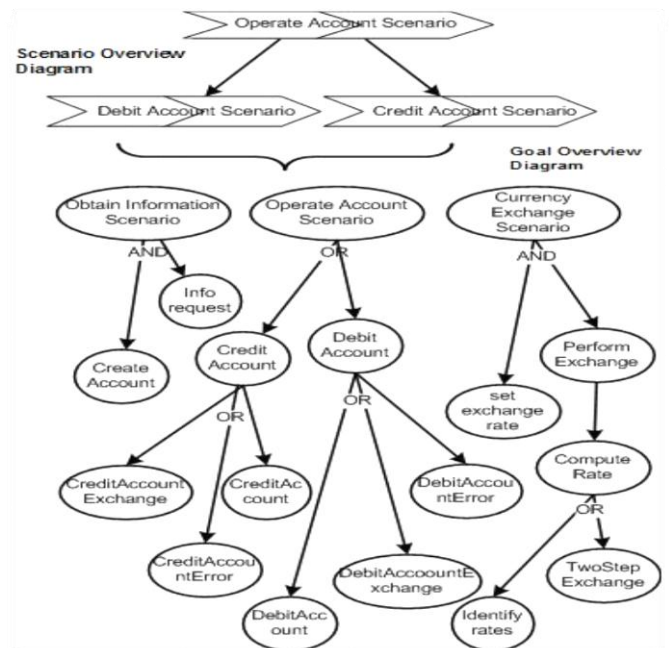 Operate Account Scenario
Scenario Overview
Diagram
Debit Account Scenario
Credit Account Scenario
Goal Overview
Diagram
Obtain Information
Scenario
Operate Account
Scenario
Currency
Exchange
Scenario
AND
OR
AND
Info
request
Create
Account
Credit
Account
Debit
Account
Perform
Exchange
set
exchange
rate
OR
OR
Compute
Rate
CreditAccount
Exchange
CreditAc
count
DebitAccou
ntError
OR
CreditAccou
ntError
DebitAccoountE
xchange
TwoStep
Exchange
DebitAcc
ount
Identify
rates